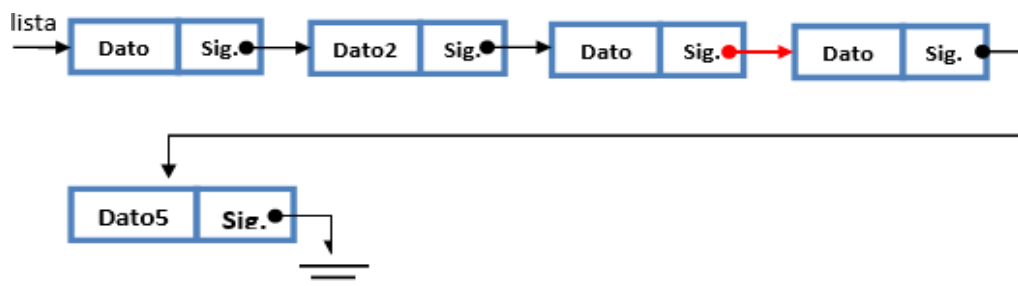 lista
Dato Sig. Dato2 Sig. Dato Sig. Dato Sig.
Dato5 Sig.